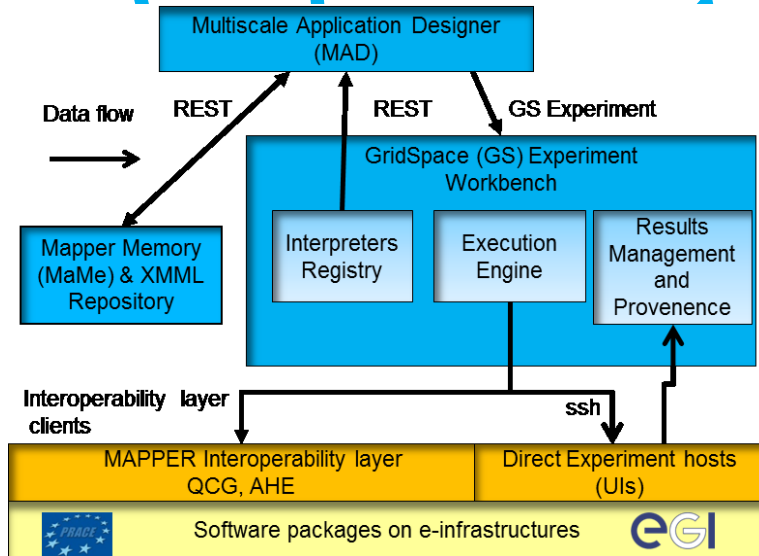 Multiscale Application Designer
(MAD)
Data flow
REST
REST
GS Experiment
GridSpace (GS) Experiment
Workbench
Mapper Memory
(MaMe) & XMML
Repository
Interpreters
Registry
Execution
Engine
Results
Management
and
Provenence
Interoperability layer
clients
ssh
MAPPER Interoperability layer
QCG, AHE
Direct Experiment hosts
(UIs)
PRACE
Software packages on e-infrastructures
eGI